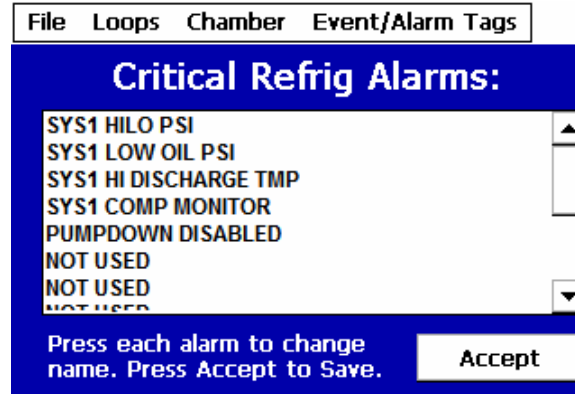 File Loops Chamber Event/Alarm Tags
Critical Refrig Alarms:
SYS1 HILO PSI
SYS1 LOW OIL PSI
SYS1 HI DISCHARGE TMP
SYS1 COMP MONITOR
PUMPDOWN DISABLED
NOT USED
NOT USED
NOT USED
Press each alarm to change
name. Press Accept to Save.
Accept